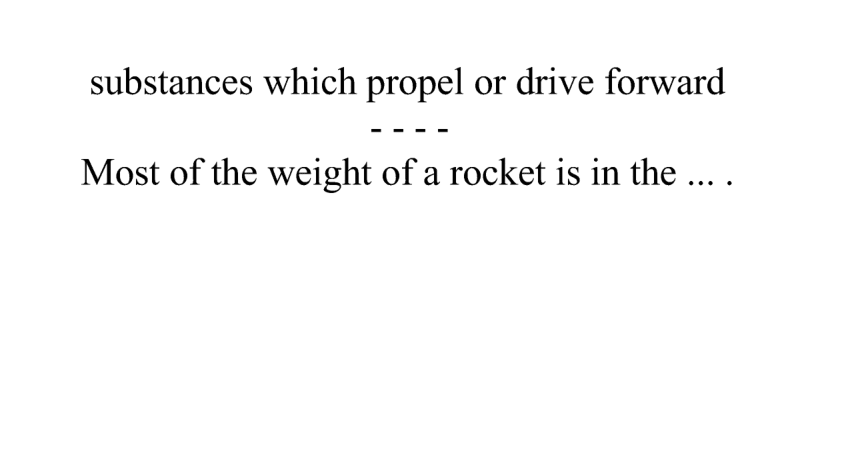 substances which propel or drive forward
- - - -
Most of the weight of a rocket is in the ... .